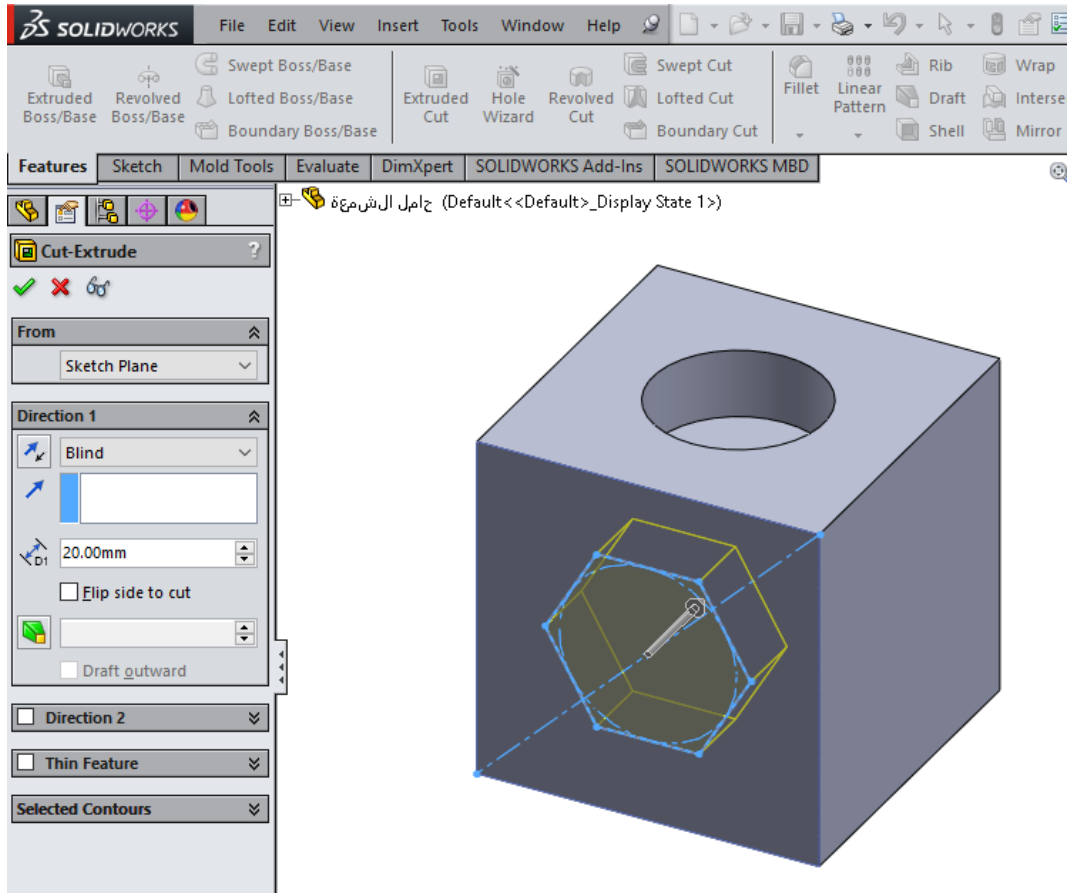 SOLIDWORKS File Edit View Insert Tools Window Help
Extruded Boss/Base
Revolved Boss/Base
Swept Boss/Base
Lofted Boss/Base
Boundary Boss/Base
Extruded Cut
Hole Wizard
Revolved Cut
Swept Cut
Lofted Cut
Boundary Cut
Fillet
Linear Pattern
Rib
Draft
Shell
Wrap
Interse
Mirror
Features Sketch Mold Tools Evaluate DimXpert SOLIDWORKS Add-Ins SOLIDWORKS MBD
حامل الشمعة (Default<<Default>_Display State 1>)
Cut-Extrude ?
From
Sketch Plane
Direction 1
Blind
D1 20.00mm
Flip side to cut
Draft outward
Direction 2
Thin Feature
Selected Contours